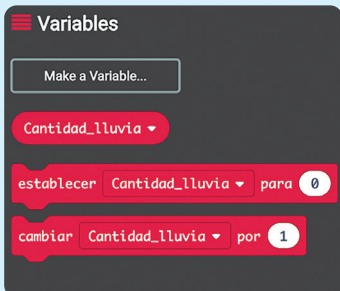 Variables
Make a Variable...
Cantidad_lluvia
establecer Cantidad_lluvia para 0
cambiar Cantidad_lluvia por 1